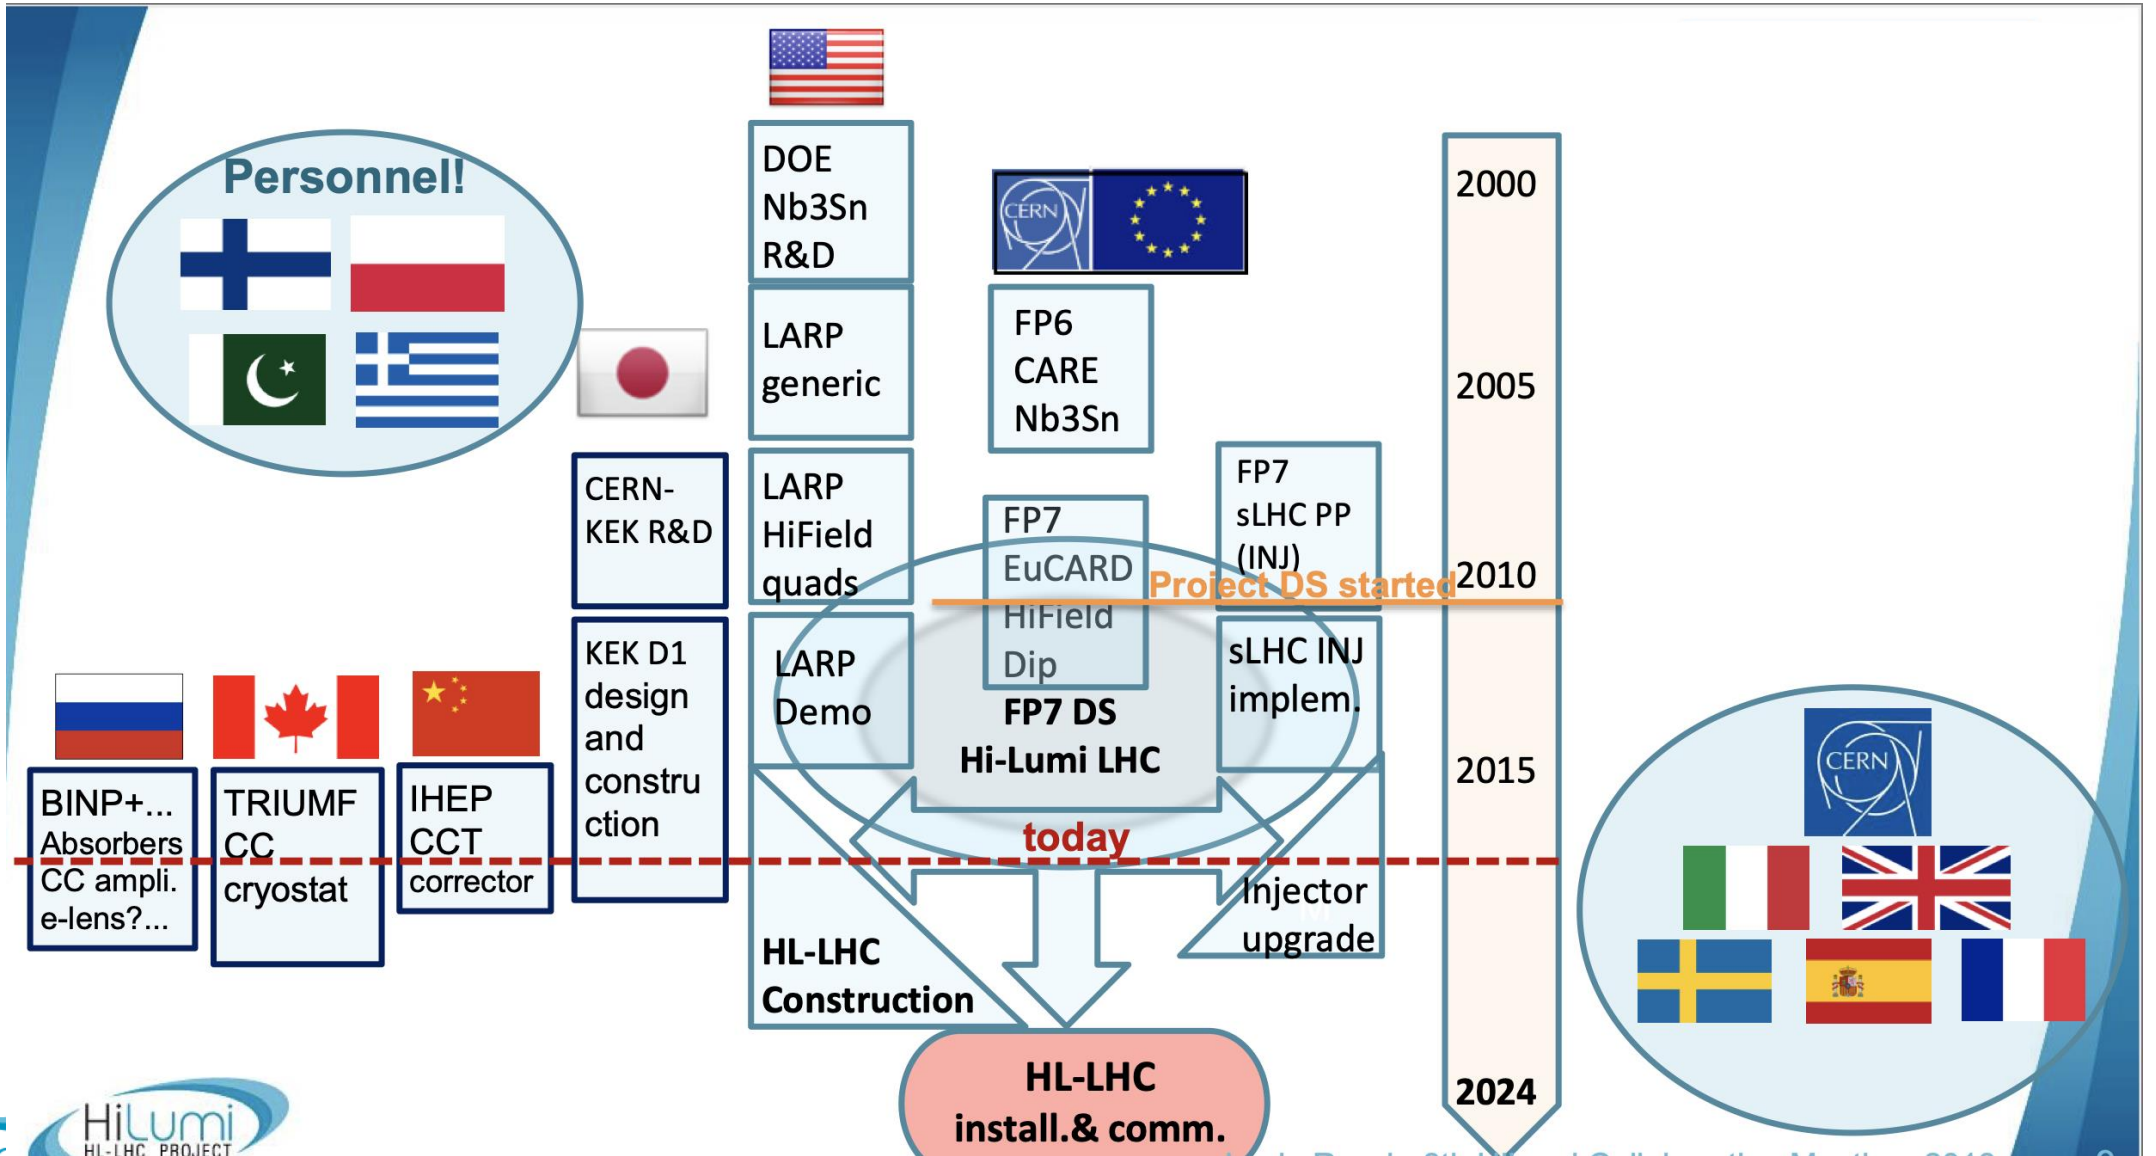 Personnel!
DOE
Nb3Sn
R&D
LARP
generic
LARP
HiField
quads
LARP
Demo
HL-LHC
Construction
CERN
FP6
CARE
Nb3Sn
FP7
EuCARD
HiField
Dip
FP7 DS
Hi-Lumi LHC
today
FP7
sLHC PP
(INJ)
Project DS started
sLHC INJ
implem.
Injector
upgrade
HL-LHC
install.& comm.
2000
2005
2010
2015
2024
CERN-
KEK R&D
KEK D1
design
and
constru
ction
BINP+...
Absorbers
CC ampli.
e-lens?...
TRIUMF
CC
cryostat
IHEP
CCT
corrector
CERN
HiLumi
HL-LHC PROJECT